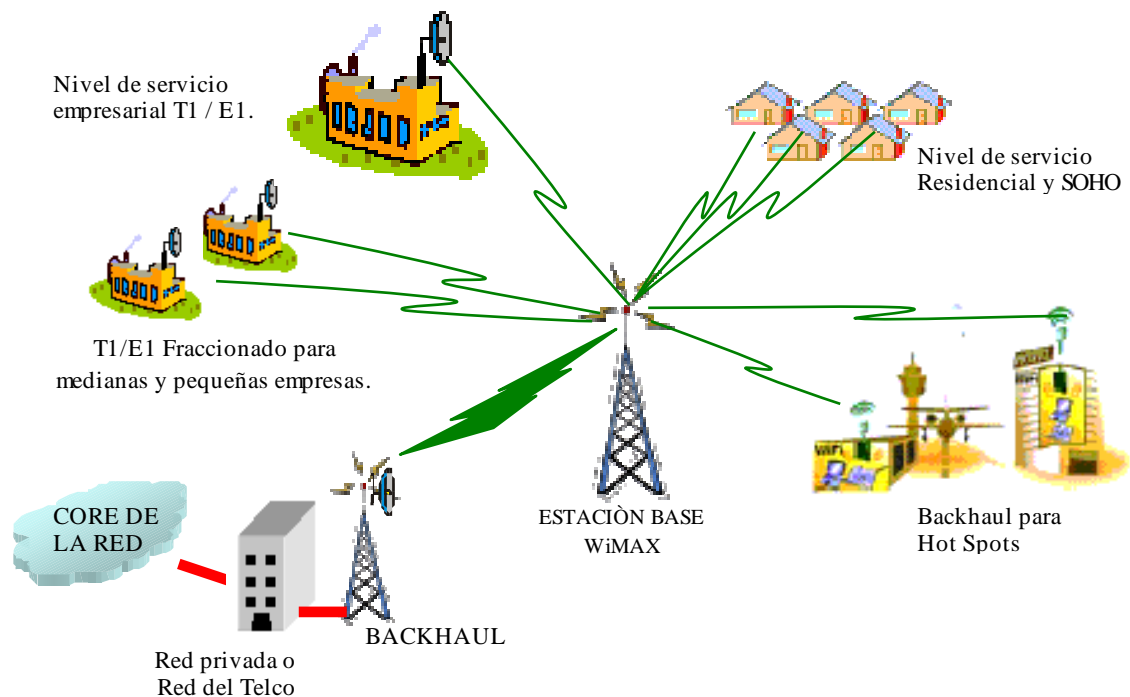 Nivel de servicio
empresarial T1 / E1.
Nivel de servicio
Residencial y SOHO
T1/E1 Fraccionado para
medianas y pequeñas empresas.
WiFi
CORE DE
LA RED
ESTACIÒN BASE
WiMAX
Backhaul para
Hot Spots
BACKHAUL
Red privada o
Red del Telco